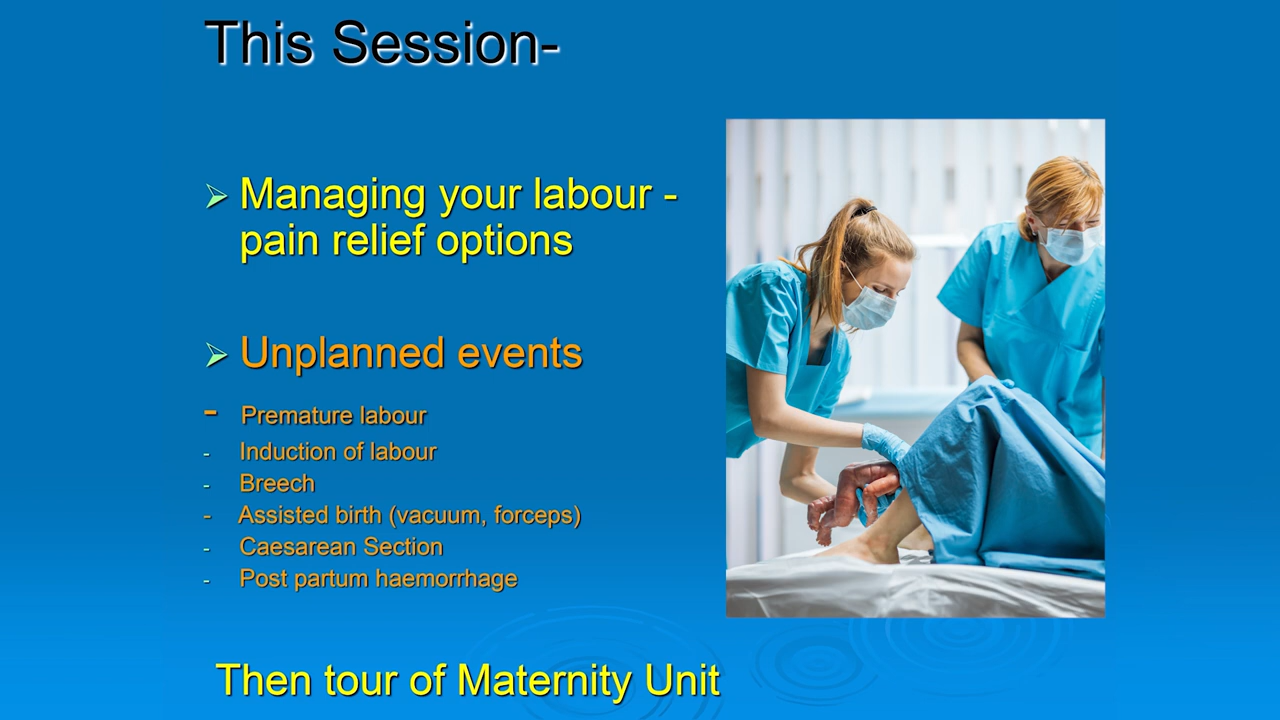 This Session-
➢ Managing your labour -
pain relief options
➢ Unplanned events
- Premature labour
- Induction of labour
- Breech
- Assisted birth (vacuum, forceps)
- Caesarean Section
- Post partum haemorrhage
Then tour of Maternity Unit